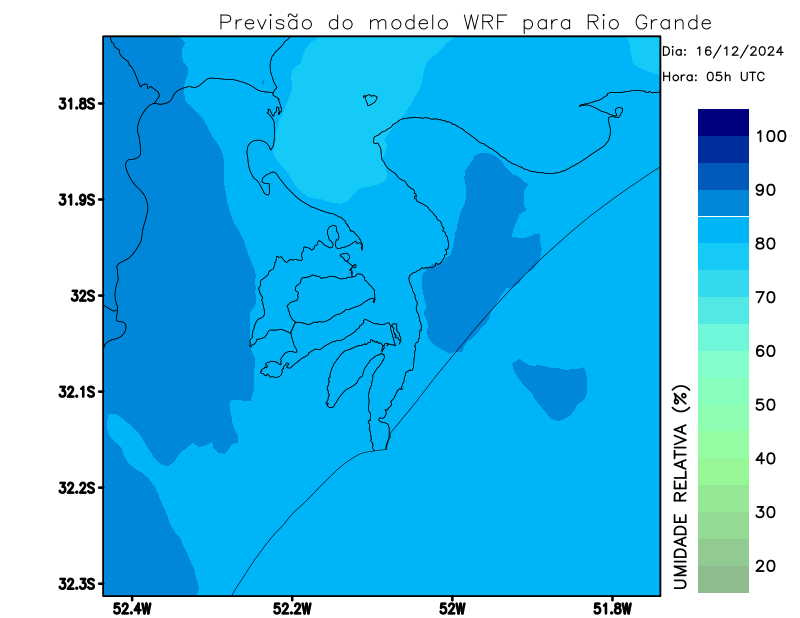 Previsão do modelo WRF para Rio Grande
Dia: 16/12/2024
Hora: 05h UTC
31.8S
31.9S
32S
32.1S
32.2S
32.3S
52.4W
52.2W
52W
51.8W
UMIDADE RELATIVA (%)
100
90
80
70
60
50
40
30
20